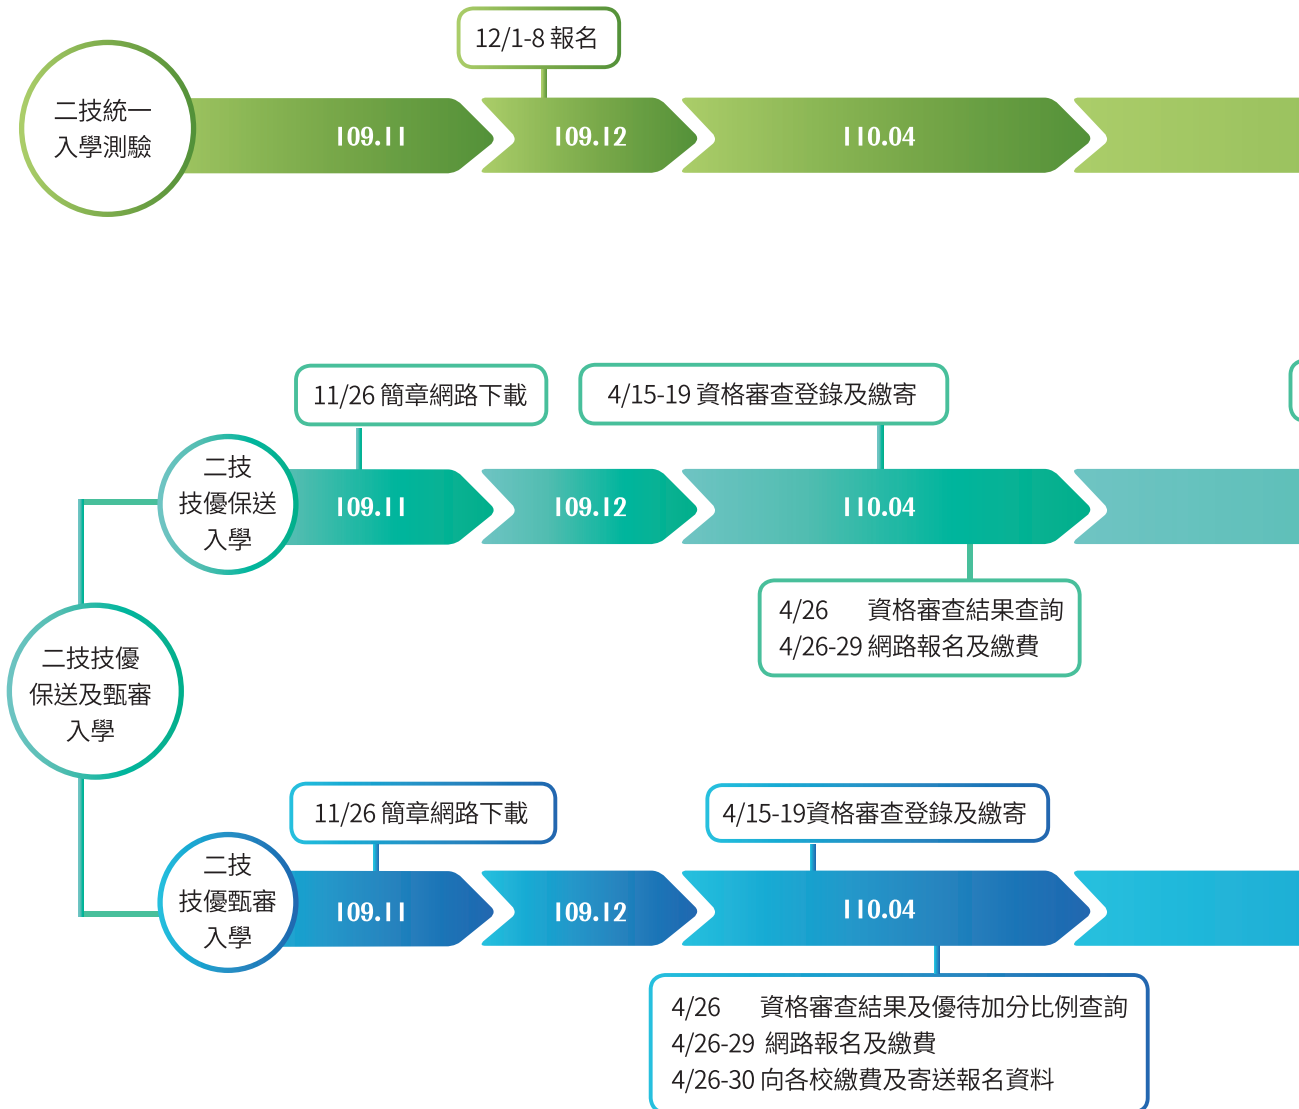 12/1-8 報名
二技統一
入學測驗
109.11
109.12
110.04
11/26 簡章網路下載
4/15-19 資格審查登錄及繳寄
二技
技優保送
入學
109.11
109.12
110.04
4/26 資格審查結果查詢
4/26-29 網路報名及繳費
二技技優
保送及甄審
入學
11/26 簡章網路下載
4/15-19資格審查登錄及繳寄
二技
技優甄審
入學
109.11
109.12
110.04
4/26 資格審查結果及優待加分比例查詢
4/26-29 網路報名及繳費
4/26-30 向各校繳費及寄送報名資料